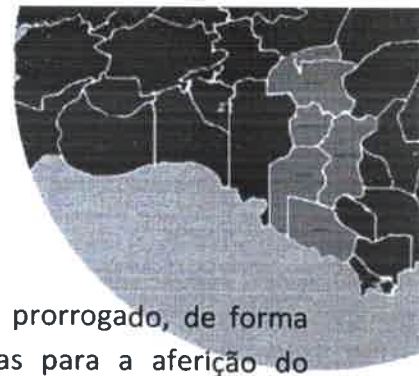 prorrogado, de forma
as para a aferição do